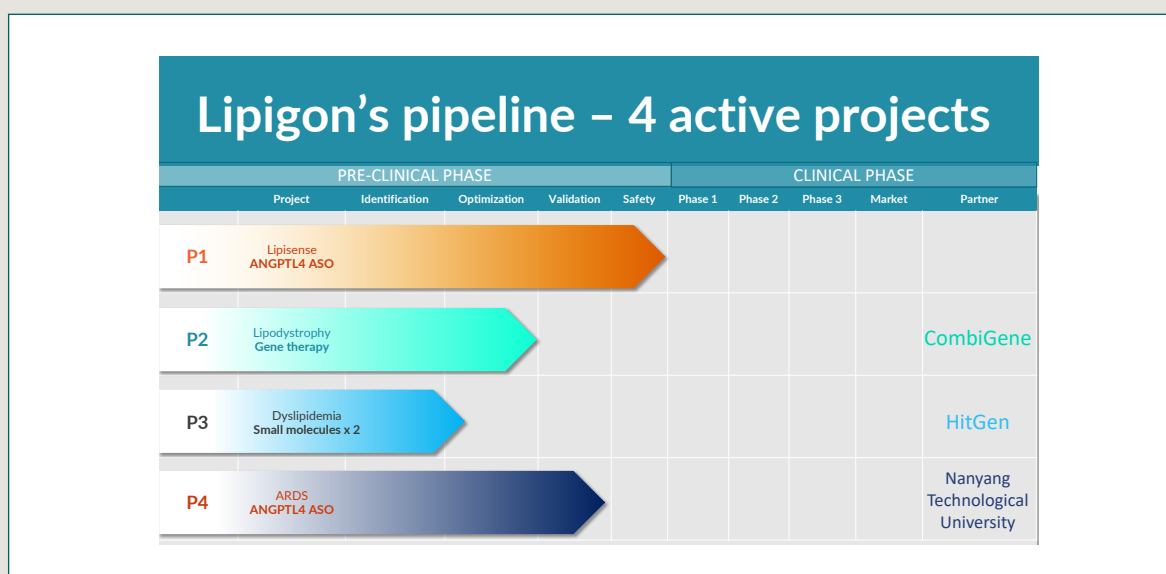 Lipigon’s pipeline – 4 active projects
PRE-CLINICAL PHASE CLINICAL PHASE
Project Identification Optimization Validation Safety Phase 1 Phase 2 Phase 3 Market Partner
P1
Lipisense
ANGPTL4 ASO
P2
Lipodystrophy
Gene therapy
CombiGene
P3
Dyslipidemia
Small molecules x 2
HitGen
P4
ARDS
ANGPTL4 ASO
Nanyang
Technological
University